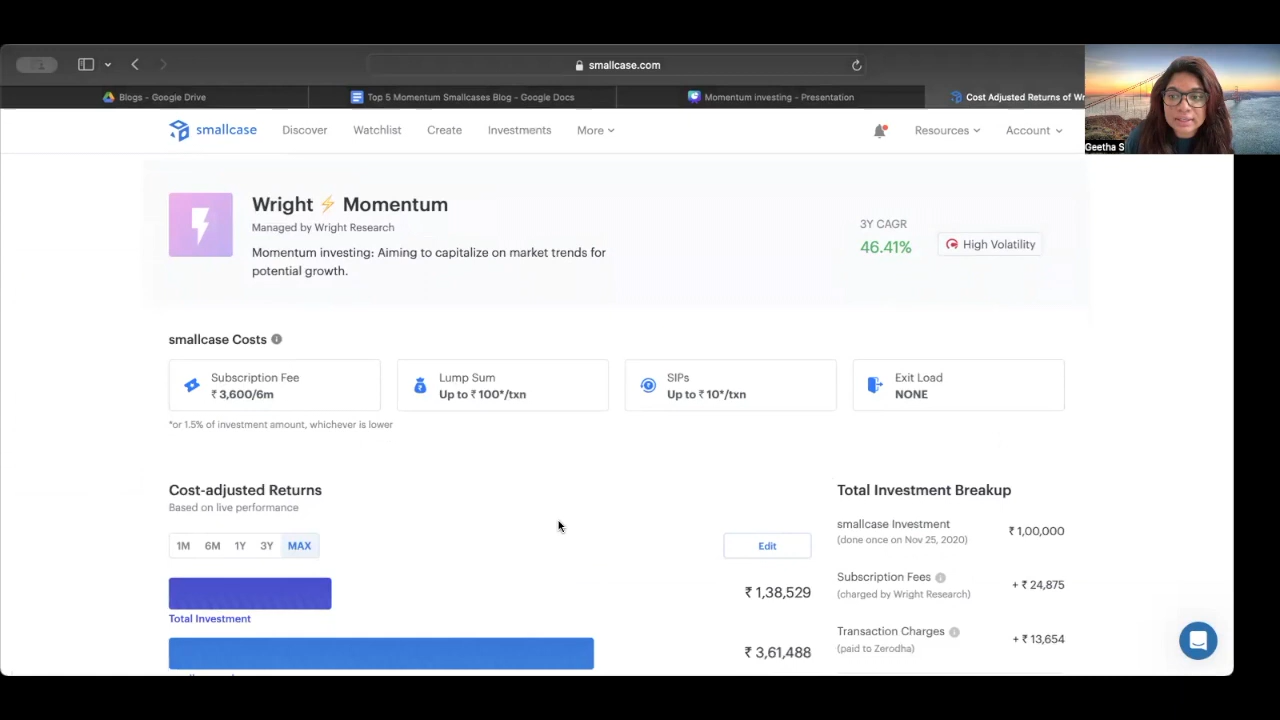 smallcase.com
Blogs - Google Drive
Top 5 Momentum Smallcases Blog - Google Docs
Momentum investing - Presentation
Cost Adjusted Returns of Wr
Geetha S
smallcase
Discover
Watchlist
Create
Investments
More
Resources
Account
Wright ⚡ Momentum
Managed by Wright Research
Momentum investing: Aiming to capitalize on market trends for
potential growth.
3Y CAGR
46.41%
High Volatility
smallcase Costs
Subscription Fee
₹ 3,600/6m
Lump Sum
Up to ₹ 100*/txn
SIPs
Up to ₹ 10*/txn
Exit Load
NONE
*or 1.5% of investment amount, whichever is lower
Cost-adjusted Returns
Based on live performance
1M 6M 1Y 3Y MAX
Edit
₹ 1,38,529
Total Investment
₹ 3,61,488
Total Investment Breakup
smallcase Investment
₹ 1,00,000
(done once on Nov 25, 2020)
Subscription Fees
+ ₹ 24,875
(charged by Wright Research)
Transaction Charges
+ ₹ 13,654
(paid to Zerodha)